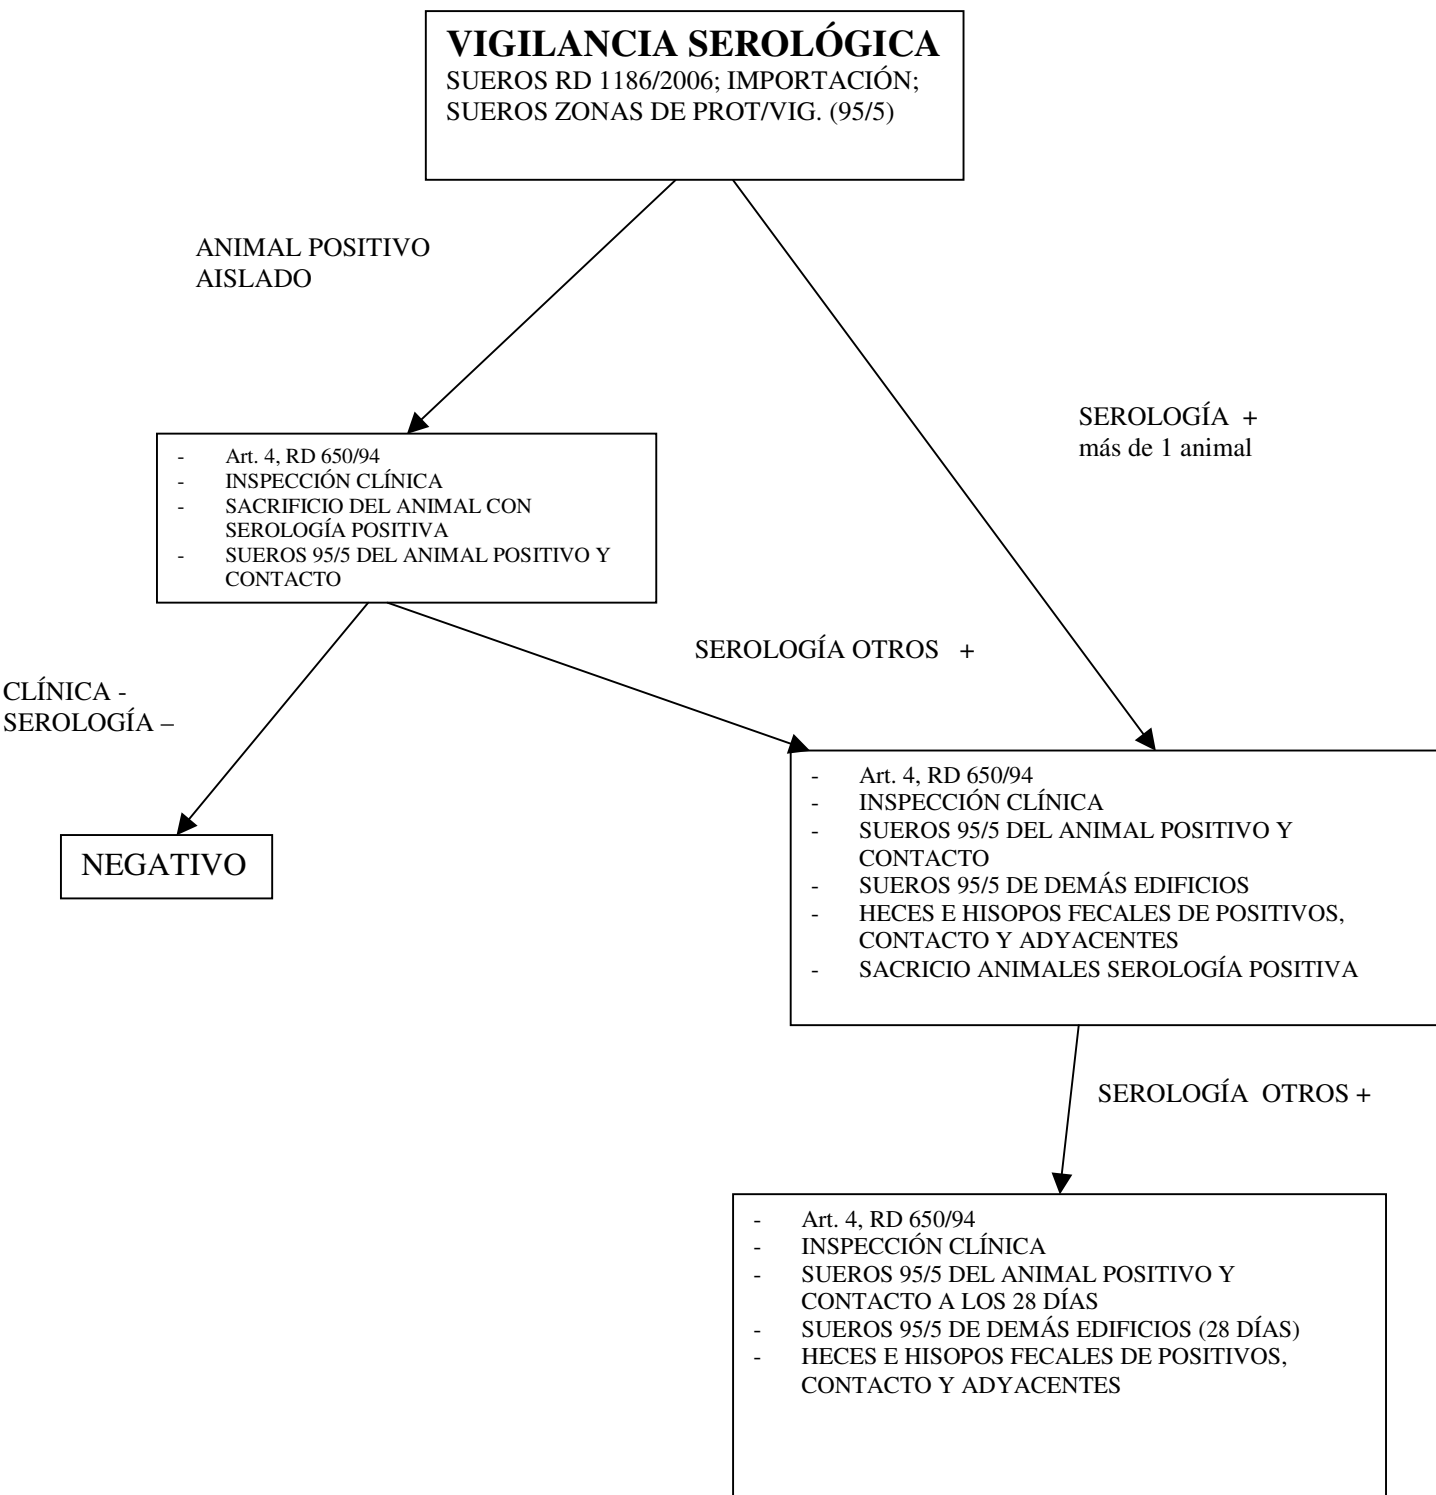 VIGILANCIA SEROLÓGICA
SUEROS RD 1186/2006; IMPORTACIÓN;
SUEROS ZONAS DE PROT/VIG. (95/5)
ANIMAL POSITIVO
AISLADO
SEROLOGÍA +
más de 1 animal
- Art. 4, RD 650/94
- INSPECCIÓN CLÍNICA
- SACRIFICIO DEL ANIMAL CON
SEROLOGÍA POSITIVA
- SUEROS 95/5 DEL ANIMAL POSITIVO Y
CONTACTO
SEROLOGÍA OTROS +
CLÍNICA -
SEROLOGÍA –
NEGATIVO
- Art. 4, RD 650/94
- INSPECCIÓN CLÍNICA
- SUEROS 95/5 DEL ANIMAL POSITIVO Y
CONTACTO
- SUEROS 95/5 DE DEMÁS EDIFICIOS
- HECES E HISOPOS FECALES DE POSITIVOS,
CONTACTO Y ADYACENTES
- SACRICIO ANIMALES SEROLOGÍA POSITIVA
SEROLOGÍA OTROS +
- Art. 4, RD 650/94
- INSPECCIÓN CLÍNICA
- SUEROS 95/5 DEL ANIMAL POSITIVO Y
CONTACTO A LOS 28 DÍAS
- SUEROS 95/5 DE DEMÁS EDIFICIOS (28 DÍAS)
- HECES E HISOPOS FECALES DE POSITIVOS,
CONTACTO Y ADYACENTES